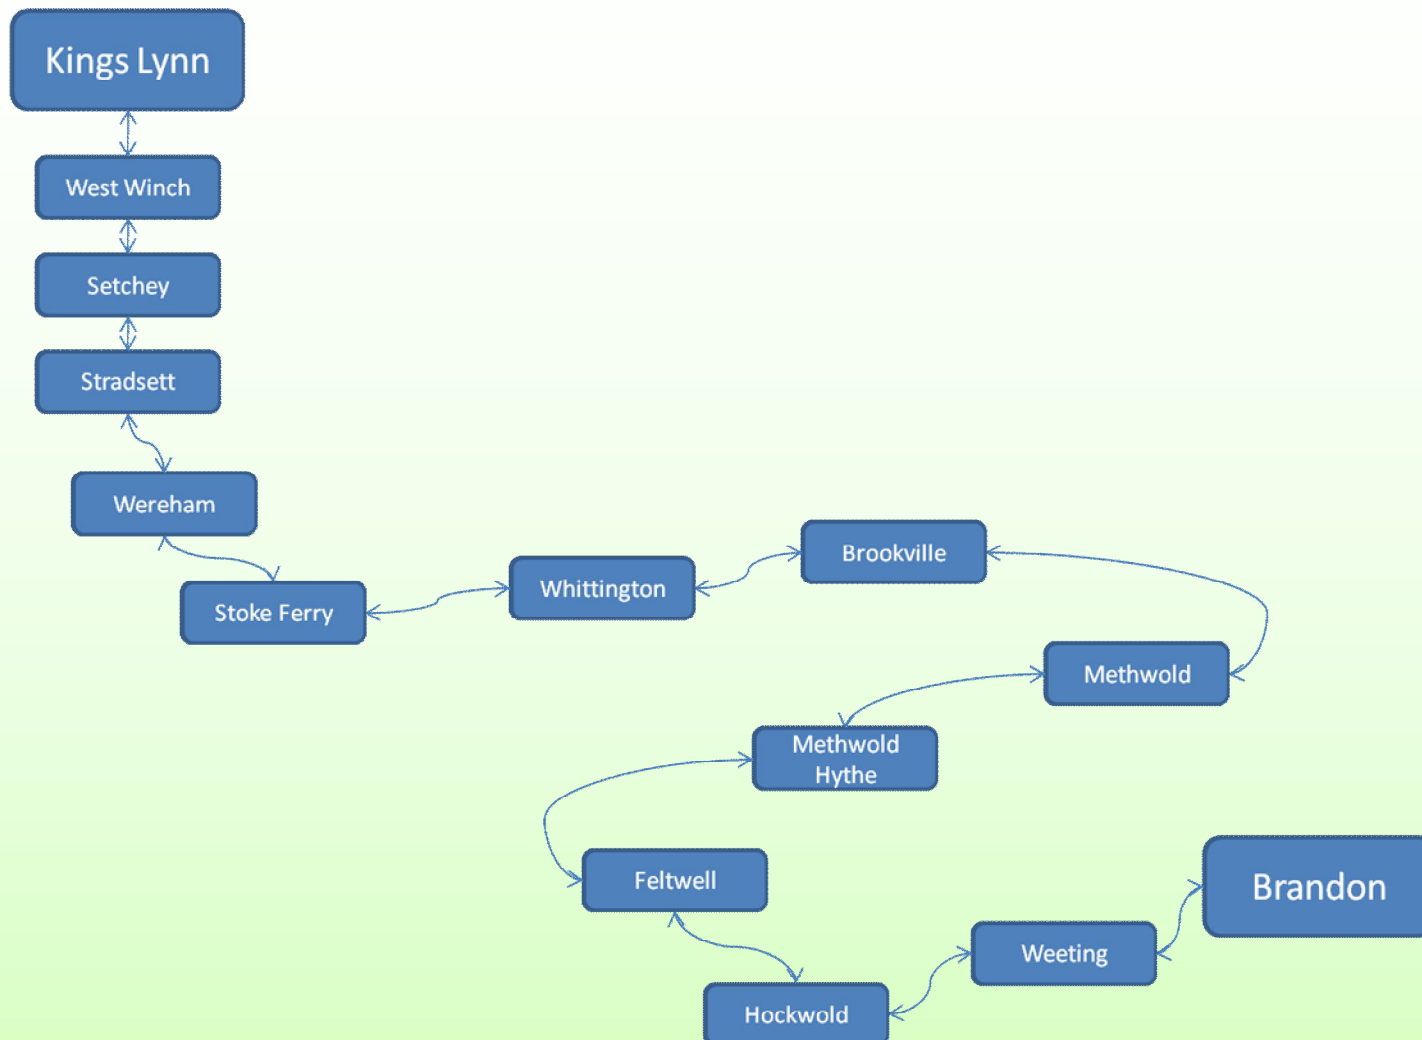 Kings Lynn
West Winch
Setchey
Stradsett
Wereham
Stoke Ferry
Whittington
Brookville
Methwold
Methwold
Hythe
Feltwell
Hockwold
Weeting
Brandon